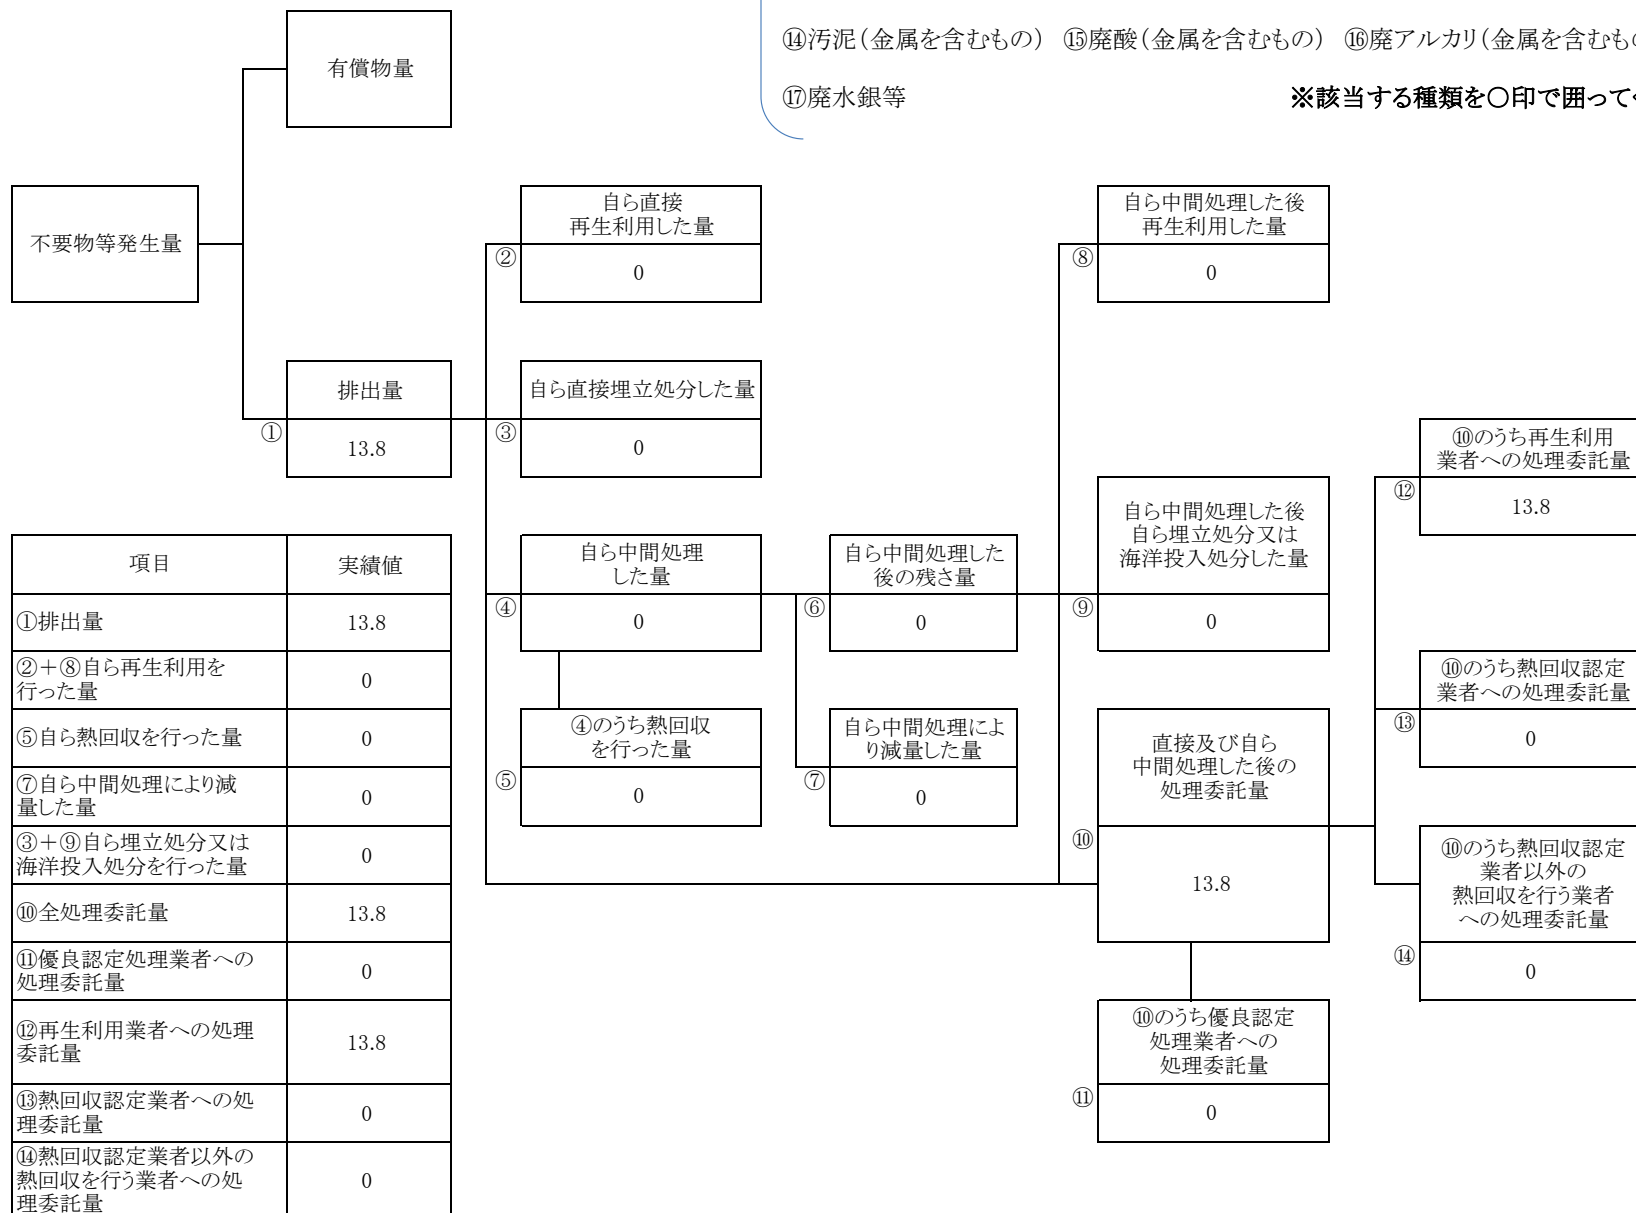 ⑭汚泥(金属を含むもの) ⑮廃酸(金属を含むもの) ⑯廃アルカリ(金属を含むも
⑰廃水銀等 ※該当する種類を〇印で囲って
有償物量
不要物等発生量
自ら直接
再生利用した量
②
0
自ら中間処理した後
再生利用した量
⑧
0
排出量
①
13.8
自ら直接埋立処分した量
③
0
⑩のうち再生利用
業者への処理委託量
⑫
13.8
自ら中間処理
した量
④
0
自ら中間処理した
後の残さ量
⑥
0
自ら中間処理した後
自ら埋立処分又は
海洋投入処分した量
⑨
0
⑩のうち熱回収認定
業者への処理委託量
⑬
0
④のうち熱回収
を行った量
⑤
0
自ら中間処理によ
り減量した量
⑦
0
直接及び自ら
中間処理した後の
処理委託量
⑩
13.8
⑩のうち熱回収認定
業者以外の
熱回収を行う業者
への処理委託量
⑭
0
⑩のうち優良認定
処理業者への
処理委託量
⑪
0
項目 実績値
①排出量 13.8
②+⑧自ら再生利用を
行った量 0
⑤自ら熱回収を行った量 0
⑦自ら中間処理により減
量した量 0
③+⑨自ら埋立処分又は
海洋投入処分を行った量 0
⑩全処理委託量 13.8
⑪優良認定処理業者への
処理委託量 0
⑫再生利用業者への処理
委託量 13.8
⑬熱回収認定業者への処
理委託量 0
⑭熱回収認定業者以外の
熱回収を行う業者への処
理委託量 0